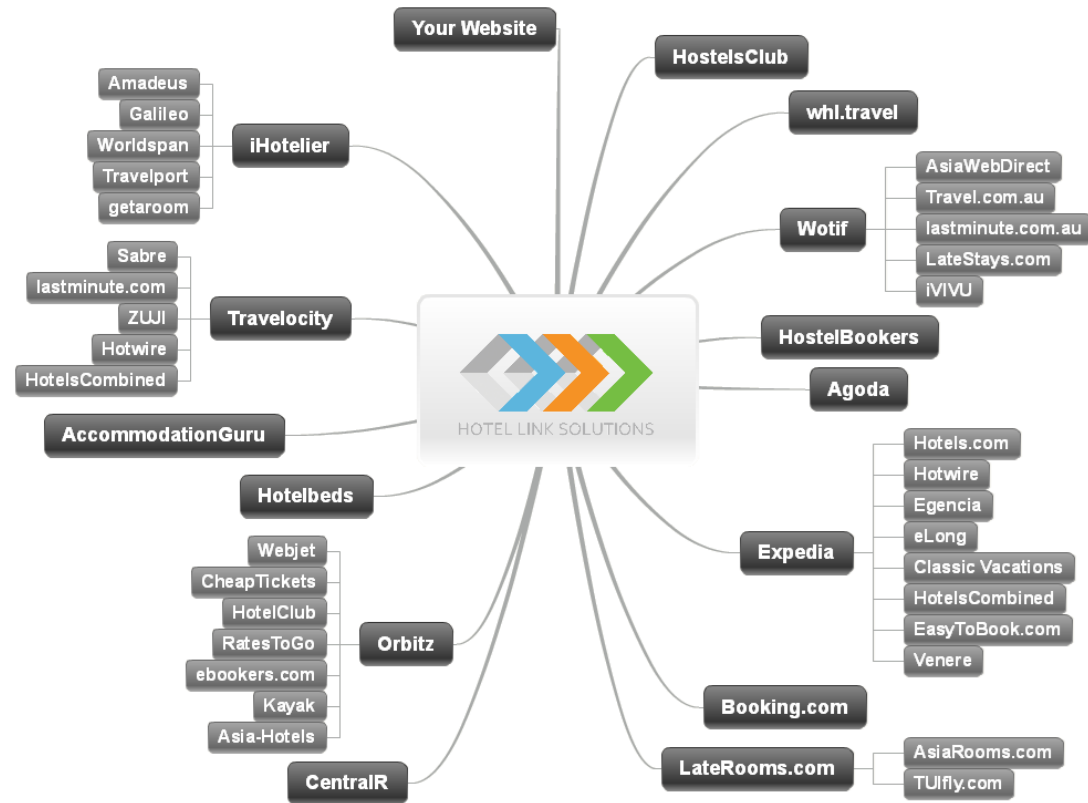 Your Website
HostelsClub
whl.travel
Amadeus
Galileo
Worldspan
Travelport
getaroom
iHotelier
AsiaWebDirect
Travel.com.au
lastminute.com.au
LateStays.com
iVIVU
Wotif
Sabre
lastminute.com
ZUJI
Hotwire
HotelsCombined
Travelocity
HostelBookers
Agoda
HOTEL LINK SOLUTIONS
AccommodationGuru
Hotelbeds
Hotels.com
Hotwire
Egencia
eLong
Classic Vacations
HotelsCombined
EasyToBook.com
Venere
Expedia
Webjet
CheapTickets
HotelClub
RatesToGo
ebookers.com
Kayak
Asia-Hotels
Orbitz
Booking.com
CentralR
LateRooms.com
AsiaRooms.com
TUIfly.com